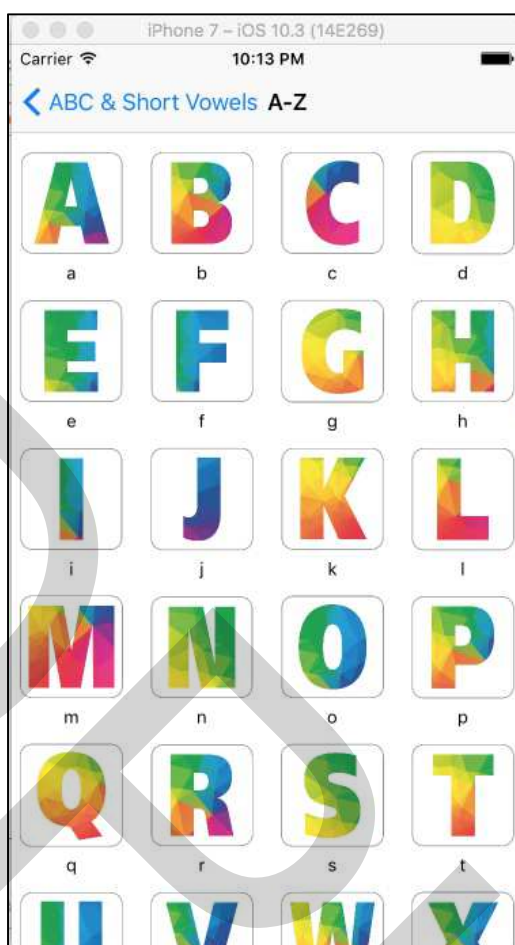 iPhone 7 – iOS 10.3 (14E269)
Carrier 10:13 PM
ABC & Short Vowels A-Z
A B C D
a b c d
E F G H
e f g h
I J K L
i j k l
M N O P
m n o p
Q R S T
q r s t
U V W